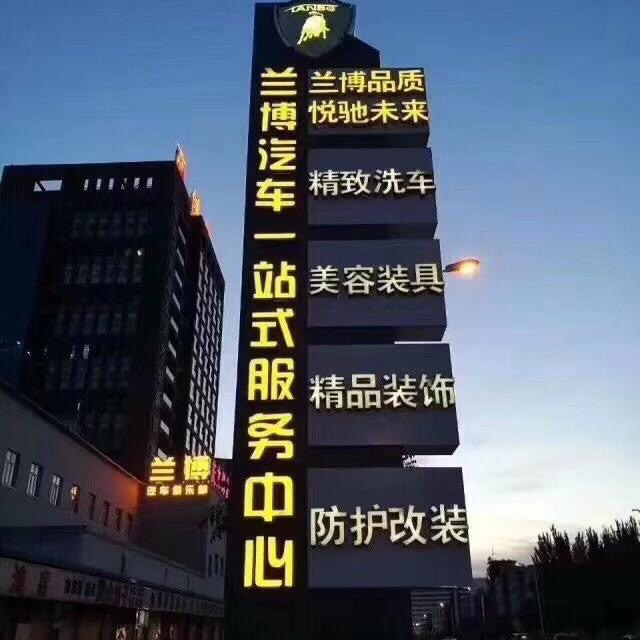 LANBO
兰博汽车一站式服务中心
兰博品质
悦驰未来
精致洗车
美容装具
精品装饰
防护改装
兰博